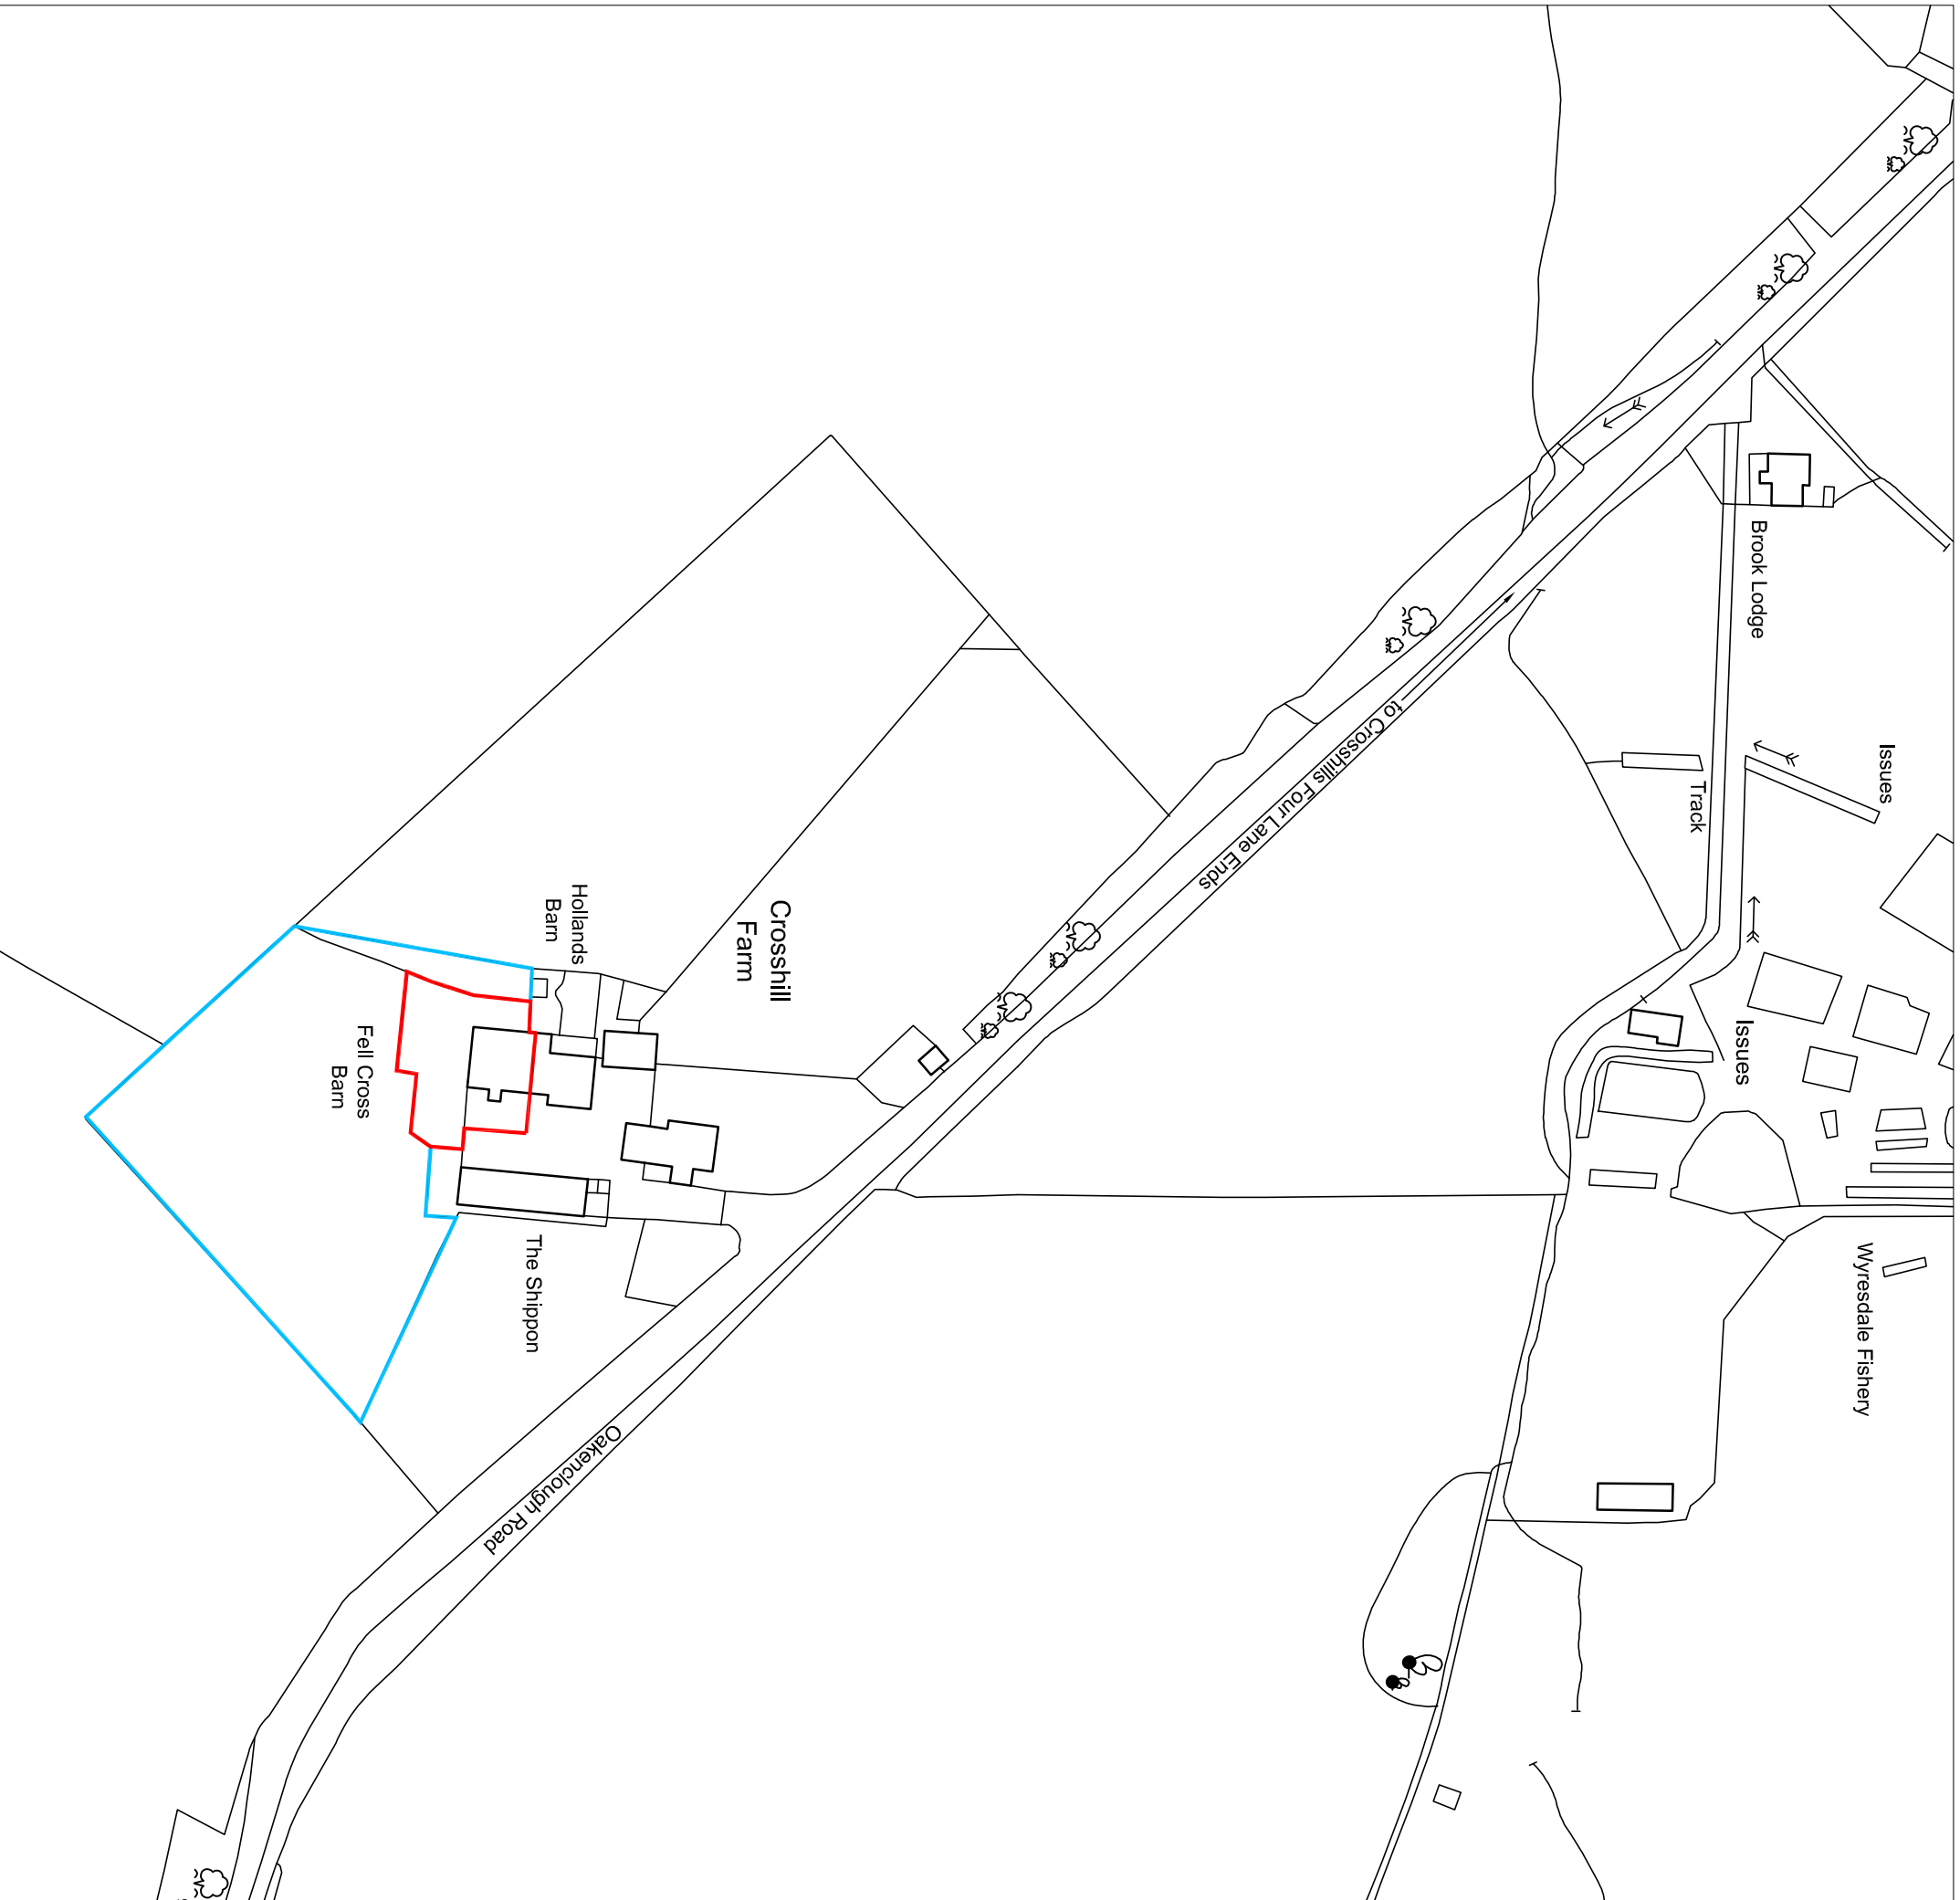 Brook Lodge
Issues
Track
to Crosshills Four Lane Ends
Issues
Crosshill
Farm
Hollands
Barn
Fell Cross
Barn
The Shippon
Wyresdale Fishery
Oakenclough Road